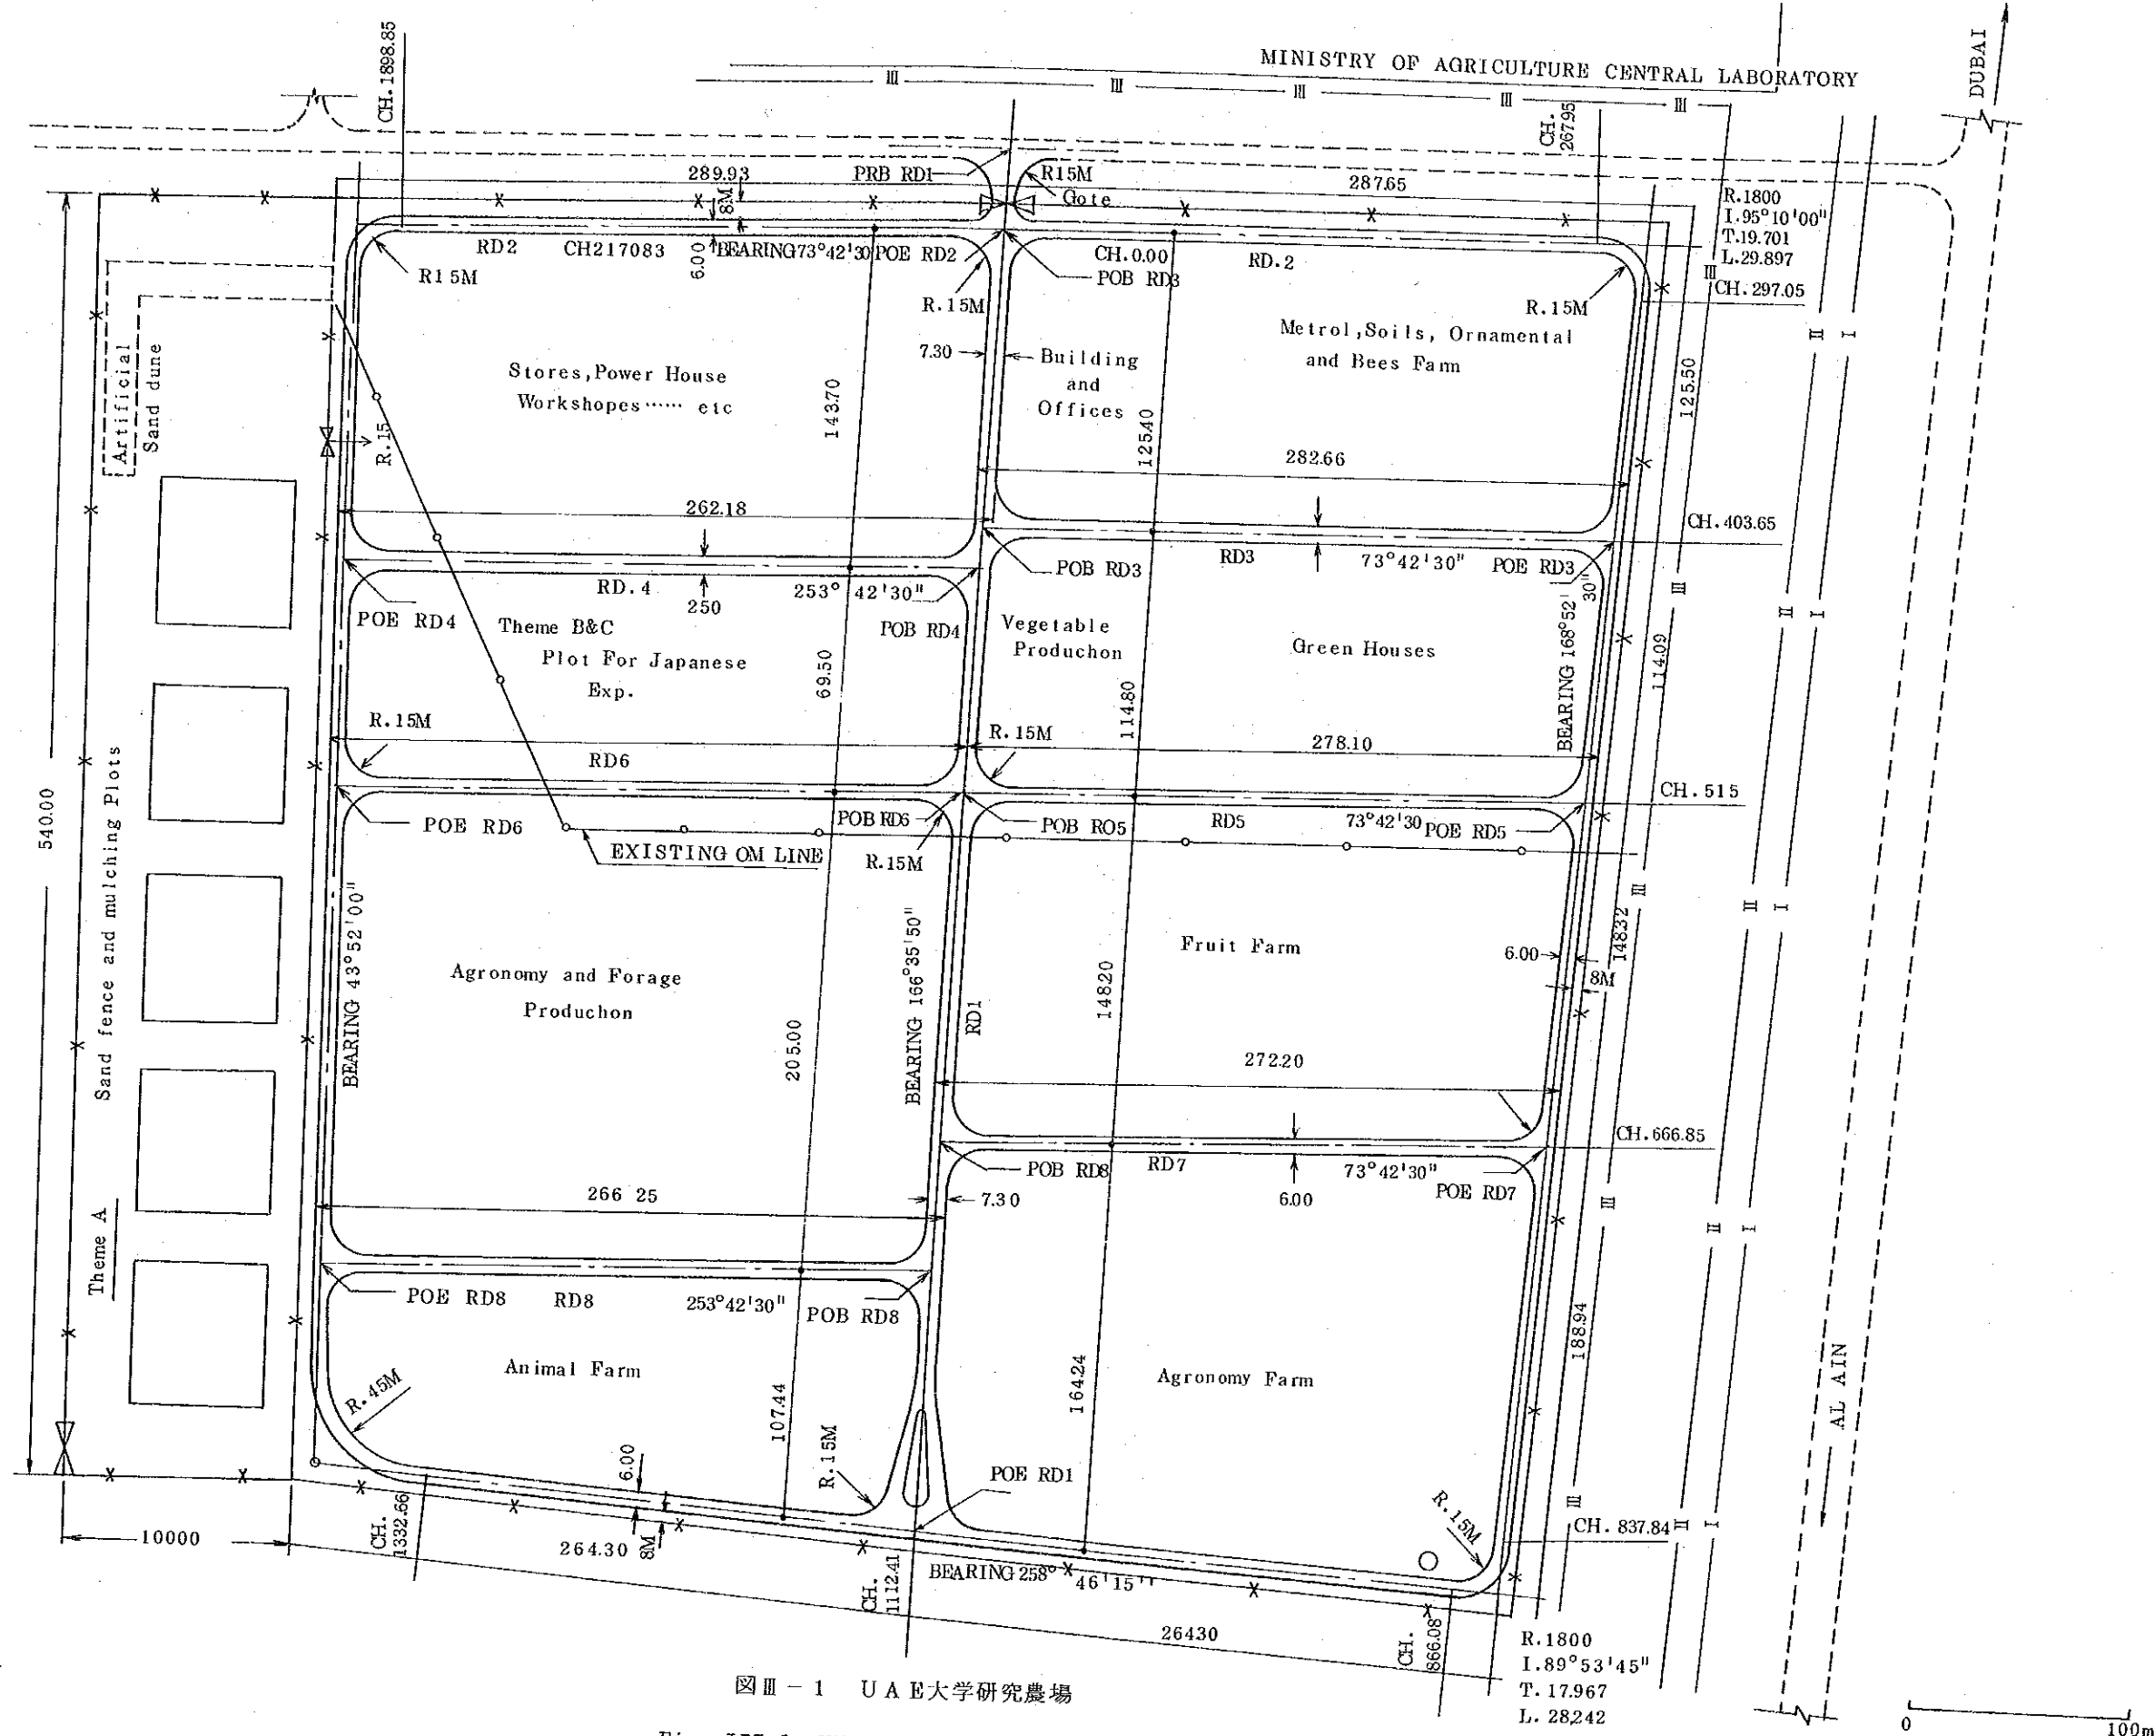 MINISTRY OF AGRICULTURE CENTRAL LABORATORY
DUBAI
CH. 1898.85
CH.
26795
PRB RD1
R15M
Gote
289.93
8M
287.65
R.1800
I.95°10'00"
T.19.701
L.29.897
RD2
CH217083
6.00
BEARING73°42'30
POE RD2
CH.0.00
RD.2
POB RD3
CH.297.05
R15M
R.15M
R.15M
Artificial
Sand dune
Stores,Power House
Workshopes…… etc
143.70
7.30
Building
and
Offices
12540
Metrol,Soils, Ornamental
and Bees Farm
125.50
R.15
262.18
282.66
CH.403.65
RD.4
250
253° 42'30"
POB RD3
RD3
73°42'30"
POE RD3
POE RD4
Theme B&C
Plot For Japanese
Exp.
POB RD4
69.50
Vegetable
Produchon
Green Houses
114.80
BEARING 168°52'
30"
114.09
R.15M
RD6
R.15M
278.10
CH.515
540.00
POE RD6
POB RD6
POB RO5
RD5
73°42'30
POE RD5
EXISTING OM LINE
R.15M
Sand fence and mulching Plots
Theme A
BEARING 43°52'00"
Agronomy and Forage
Produchon
205.00
BEARING 166°35'50"
RD1
14820
Fruit Farm
6.00
14832
8M
272.20
CH.666.85
266 25
7.30
POB RD8
RD7
73°42'30"
POE RD7
6.00
POE RD8
RD8
253°42'30"
POB RD8
Animal Farm
R.45M
107.44
R.15M
164.24
Agronomy Farm
188.94
AL AIN
6.00
POE RD1
R.15M
CH. 837.84
10000
CH.
1332.66
264.30
8M
CH.
1112.41
BEARING 258° 46'15"
26430
CH.
866.08
R.1800
I.89°53'45"
T. 17.967
L. 28,242
図Ⅲ－1 UAE大学研究農場
0
100m